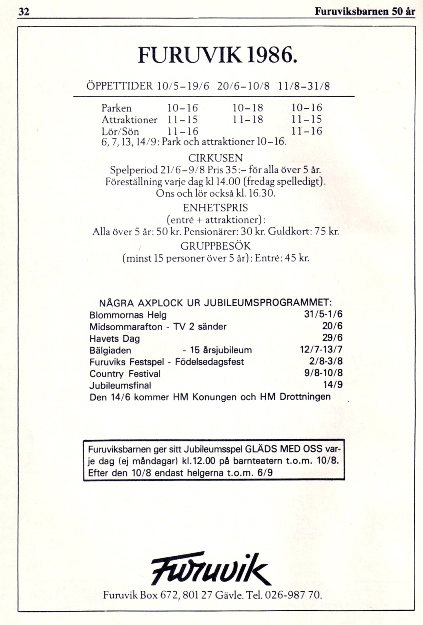 32 Furuviksbarnen 50 år
FURUVIK 1986.
ÖPPETTIDER 10/5–19/6 20/6–10/8 11/8–31/8
Parken 10–16 10–18 10–16
Attraktioner 11–15 11–18 11–15
Lör/Sön 11–16 11–16
6, 7, 13, 14/9: Park och attraktioner 10–16.
CIRKUSEN
Spelperiod 21/6–9/8 Pris 35:– för alla över 5 år.
Föreställning varje dag kl 14.00 (fredag spelledigt).
Ons och lör också kl. 16.30.
ENHETSPRIS
(entré + attraktioner):
Alla över 5 år: 50 kr. Pensionärer: 30 kr. Guldkort: 75 kr.
GRUPPBESÖK
(minst 15 personer över 5 år): Entré: 45 kr.
NÅGRA AXPLOCK UR JUBILEUMSPROGRAMMET:
Blommornas Helg 31/5-1/6
Midsommarafton - TV 2 sänder 20/6
Havets Dag 29/6
Bälgiaden - 15 årsjubileum 12/7-13/7
Furuviks Festspel - Födelsedagsfest 2/8-3/8
Country Festival 9/8-10/8
Jubileumsfinal 14/9
Den 14/6 kommer HM Konungen och HM Drottningen
Furuviksbarnen ger sitt Jubileumsspel GLÄDS MED OSS var-
je dag (ej måndagar) kl.12.00 på barnteatern t.o.m. 10/8.
Efter den 10/8 endast helgerna t.o.m. 6/9
Furuvik
Furuvik Box 672, 801 27 Gävle. Tel. 026-987 70.